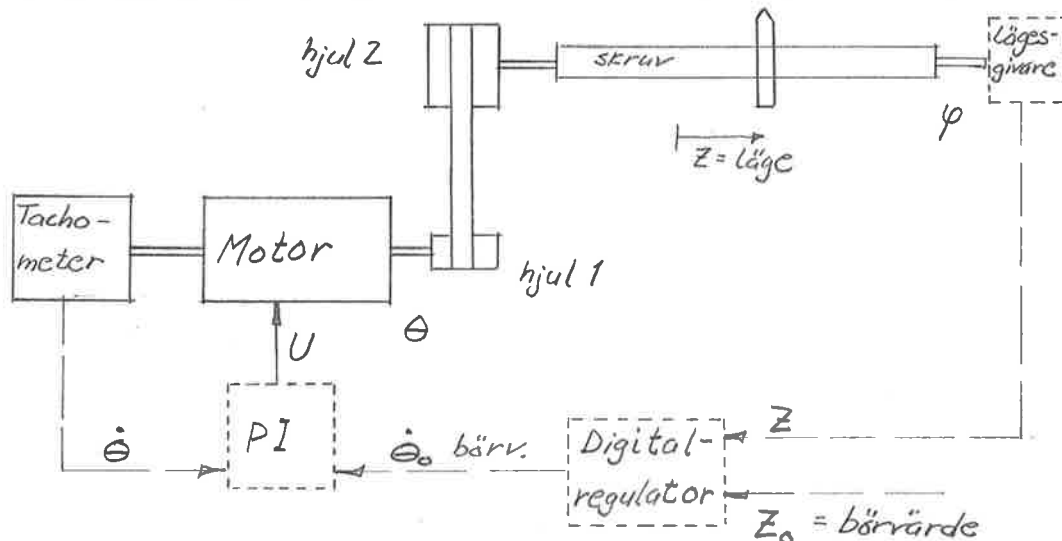 hjul 2
skruv
Läges-
givare
φ
Z = läge
Tacho-
meter
Motor
hjul 1
Θ
U
PI
Θ̇
Θ̇₀ börv.
Digital-
regulator
Z
Z₀ = börvärde